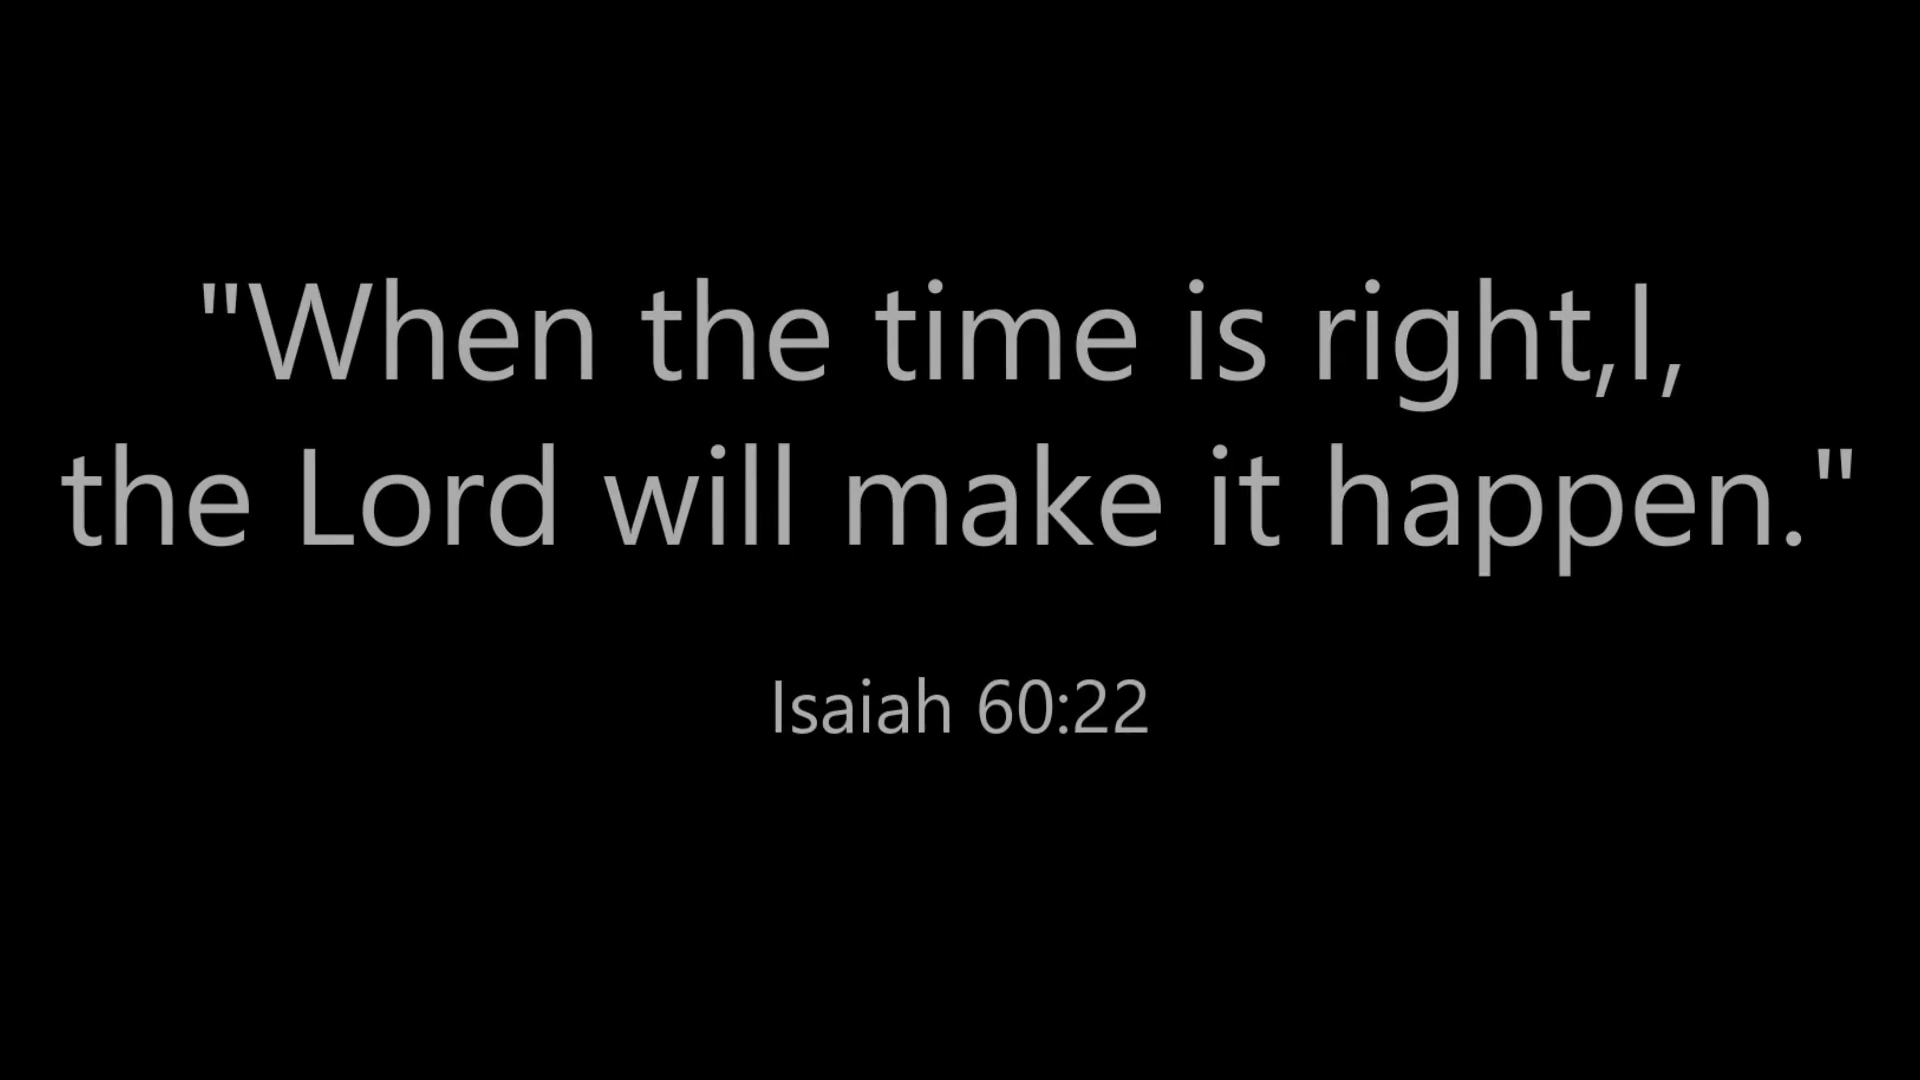 "When the time is right,I,
the Lord will make it happen."
Isaiah 60:22